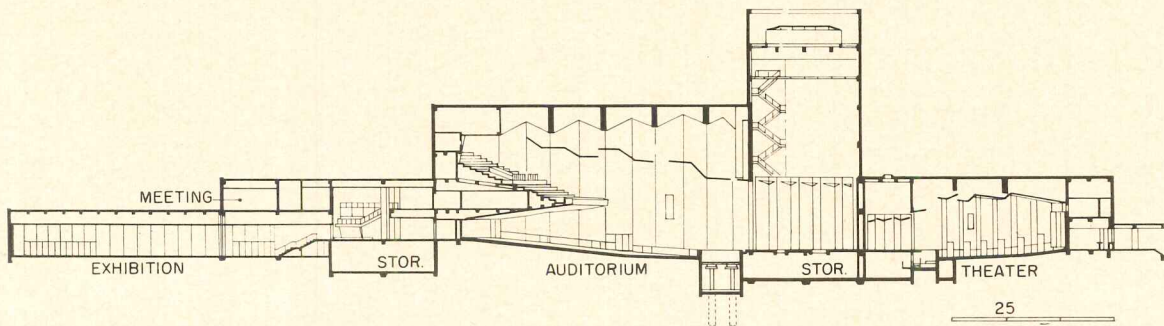 MEETING
EXHIBITION
STOR.
AUDITORIUM
STOR.
THEATER
25